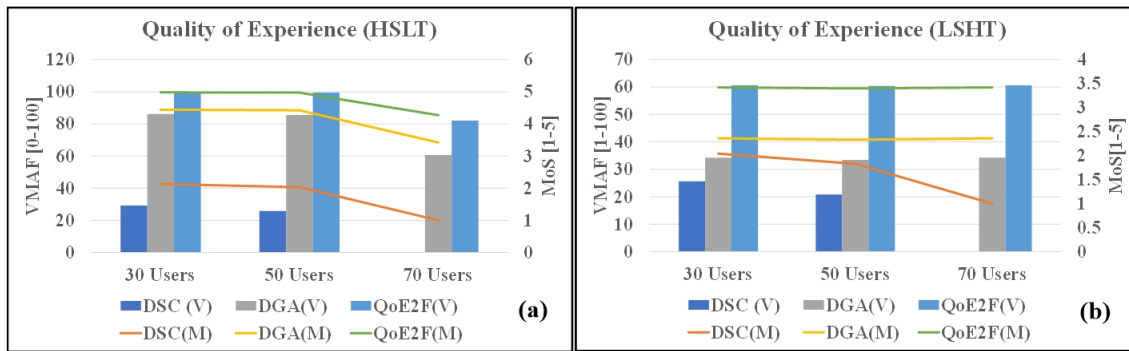 Quality of Experience (HSLT)
VMAF [0-100]
120
100
80
60
40
20
0
6
5
4
3
2
1
0
MoS [1-5]
30 Users 50 Users 70 Users
DSC (V) DGA(V) QoE2F(V)
DSC(M) DGA(M) QoE2F(M)
(a)
Quality of Experience (LSHT)
VMAF [1-100]
70
60
50
40
30
20
10
0
4
3.5
3
2.5
2
1.5
1
0.5
0
MoS[1-5]
30 Users 50 Users 70 Users
DSC (V) DGA(V) QoE2F(V)
DSC(M) DGA(M) QoE2F(M)
(b)